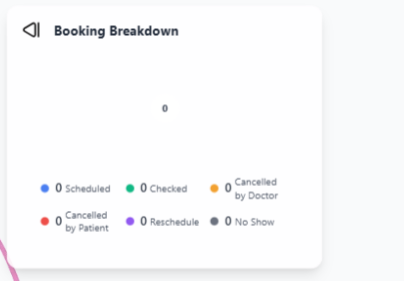 Booking Breakdown
0
0 Scheduled
0 Checked
0 Cancelled
by Doctor
0 Cancelled
by Patient
0 Reschedule
0 No Show